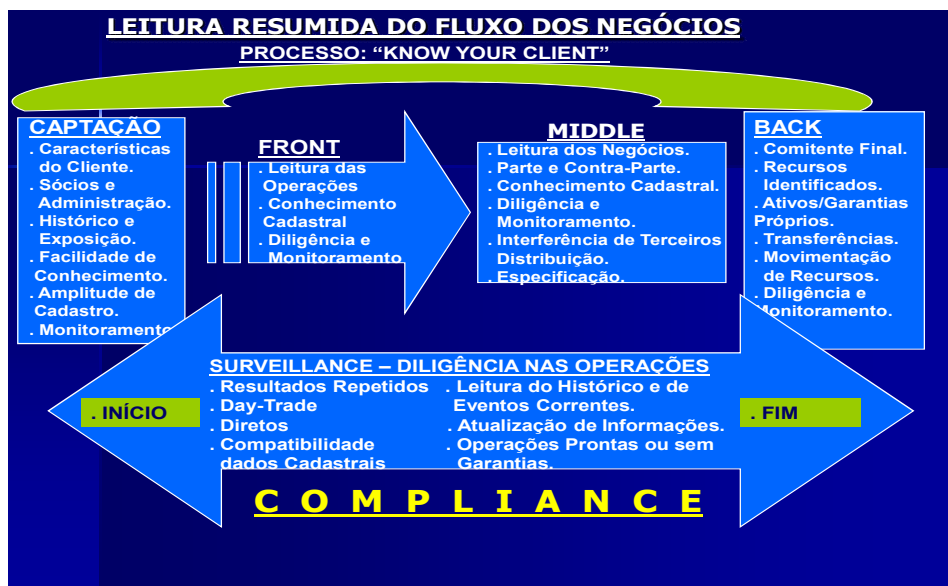 LEITURA RESUMIDA DO FLUXO DOS NEGÓCIOS
PROCESSO: “KNOW YOUR CLIENT”
CAPTAÇÃO
. Características
do Cliente.
. Sócios e
Administração.
. Histórico e
Exposição.
. Facilidade de
Conhecimento.
. Amplitude de
Cadastro.
. Monitoramento
FRONT
. Leitura das
Operações
. Conhecimento
Cadastral
. Diligência e
Monitoramento
MIDDLE
. Leitura dos Negócios.
. Parte e Contra-Parte.
. Conhecimento Cadastral.
. Diligência e
Monitoramento.
. Interferência de Terceiros
Distribuição.
. Especificação.
BACK
. Comitente Final.
. Recursos
Identificados.
. Ativos/Garantias
Próprios.
. Transferências.
. Movimentação
de Recursos.
. Diligência e
Monitoramento.
SURVEILLANCE – DILIGÊNCIA NAS OPERAÇÕES
. Resultados Repetidos
. Day-Trade
. Diretos
. Compatibilidade
dados Cadastrais
. Leitura do Histórico e de
Eventos Correntes.
. Atualização de Informações.
. Operações Prontas ou sem
Garantias.
. INÍCIO
. FIM
C O M P L I A N C E